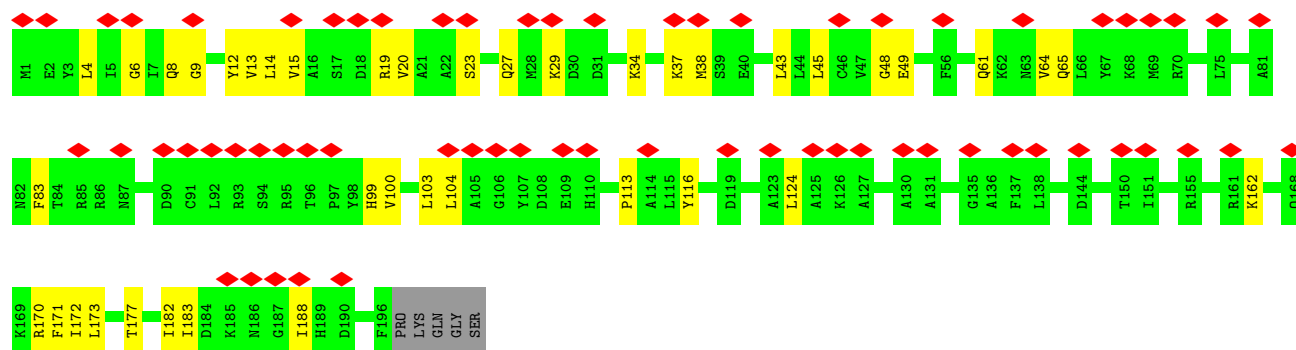 M1 E2 Y3 L4 I5 G6 I7 Q8 G9 Y12 V13 L14 V15 A16 S17 D18 R19 V20 A21 A22 S23 Q27 M28 K29 D30 D31 K34 K37 M38 S39 E40 L43 L44 L45 C46 V47 G48 E49 F56 Q61 K62 N63 V64 Q65 L66 Y67 K68 M69 R70 L75 A81
N82 F83 T84 R85 R86 N87 D90 C91 L92 R93 S94 R95 T96 P97 Y98 H99 V100 L103 L104 A105 G106 Y107 D108 E109 H110 P113 A114 L115 Y116 D119 A123 L124 A125 K126 A127 A130 A131 G135 A136 F137 L138 D144 T150 I151 R155 R161 K162 D168
K169 R170 F171 I172 L173 T177 I182 I183 D184 K185 N186 G187 I188 H189 D190 F196 PRO LYS GLN GLY SER